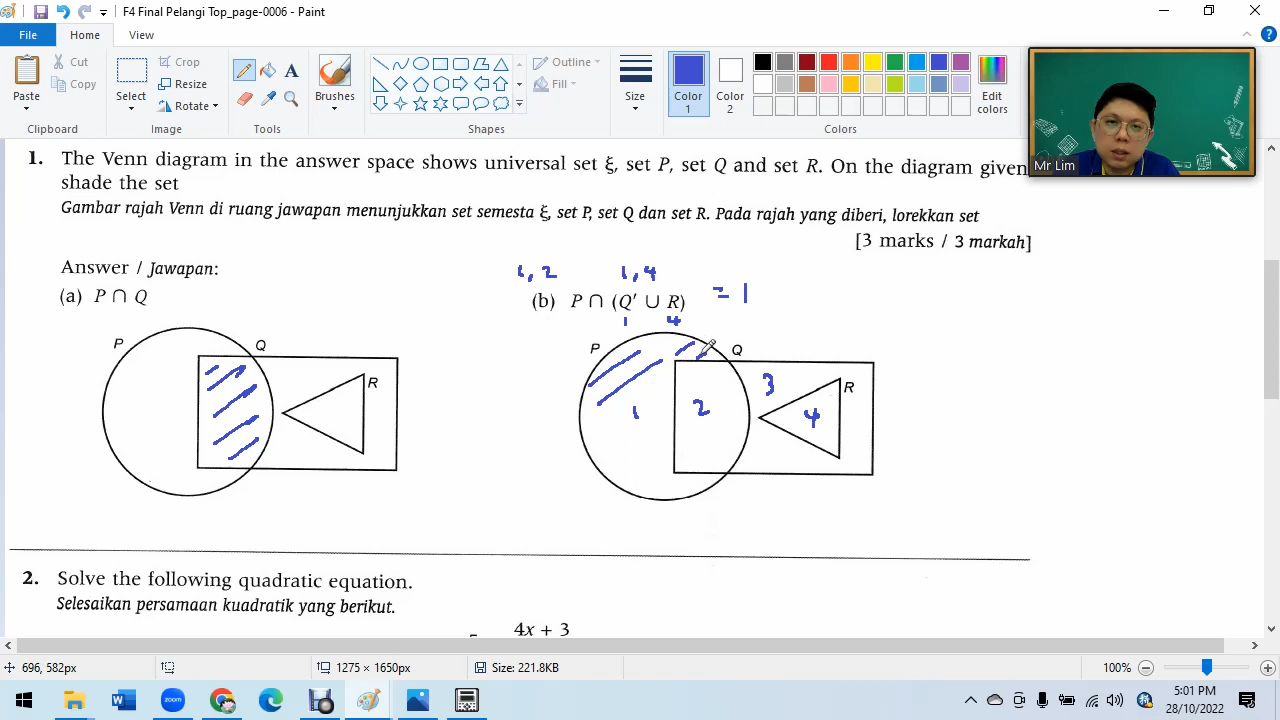 F4 Final Pelangi Top_page-0006 - Paint
File Home View
Paste
Cut
Copy
Clipboard
Select
Crop
Resize
Rotate
Image
A
Tools
Brushes
Shapes
Outline
Fill
Size
Color 1
Color 2
Colors
Edit colors
Mr Lim
1. The Venn diagram in the answer space shows universal set ξ, set P, set Q and set R. On the diagram given,
shade the set
Gambar rajah Venn di ruang jawapan menunjukkan set semesta ξ, set P, set Q dan set R. Pada rajah yang diberi, lorekkan set
[3 marks / 3 markah]
Answer / Jawapan:
(a) P ∩ Q
P
Q
R
1, 2 1, 4
(b) P ∩ (Q′ ∪ R) = 1
1 4
P
Q
R
1
2
3
4
2. Solve the following quadratic equation.
Selesaikan persamaan kuadratik yang berikut.
4x + 3
696, 582px
1275 × 1650px
Size: 221.8KB
100%
zoom
5:01 PM
28/10/2022